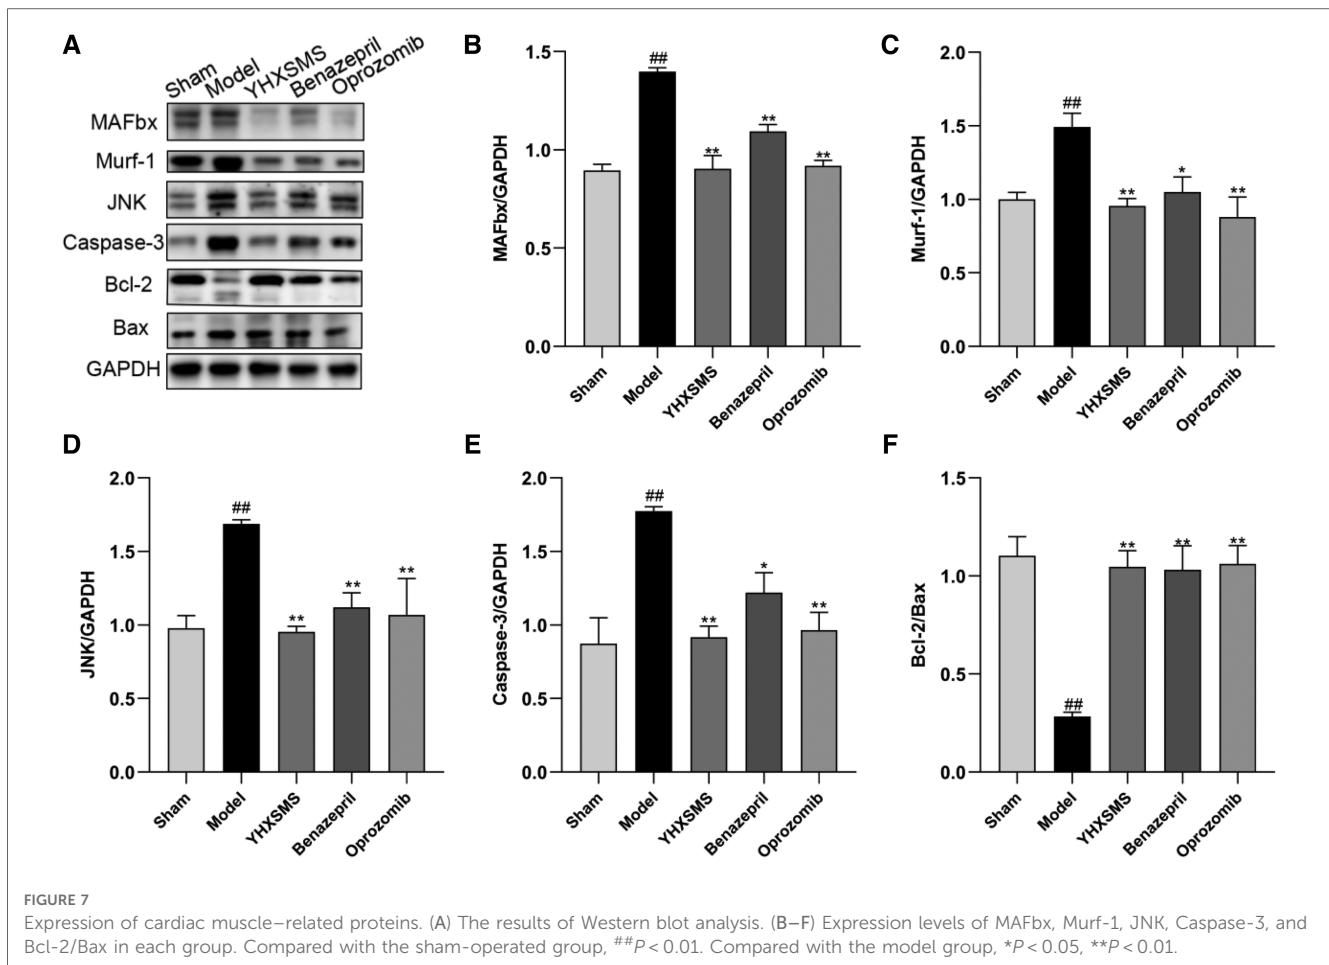 A
Sham
Model
YHXSMS
Benazepril
Oprozomib
MAFbx
Murf-1
JNK
Caspase-3
Bcl-2
Bax
GAPDH
B
MAFbx/GAPDH
1.5
1.0
0.5
0.0
##
**
**
**
Sham
Model
YHXSMS
Benazepril
Oprozomib
C
Murf-1/GAPDH
2.0
1.5
1.0
0.5
0.0
##
**
*
**
Sham
Model
YHXSMS
Benazepril
Oprozomib
D
JNK/GAPDH
2.0
1.5
1.0
0.5
0.0
##
**
**
**
Sham
Model
YHXSMS
Benazepril
Oprozomib
E
Caspase-3/GAPDH
2.0
1.5
1.0
0.5
0.0
##
**
*
**
Sham
Model
YHXSMS
Benazepril
Oprozomib
F
Bcl-2/Bax
1.5
1.0
0.5
0.0
##
**
**
**
Sham
Model
YHXSMS
Benazepril
Oprozomib
FIGURE 7
Expression of cardiac muscle–related proteins. (A) The results of Western blot analysis. (B–F) Expression levels of MAFbx, Murf-1, JNK, Caspase-3, and
Bcl-2/Bax in each group. Compared with the sham-operated group, ##P < 0.01. Compared with the model group, *P < 0.05, **P < 0.01.